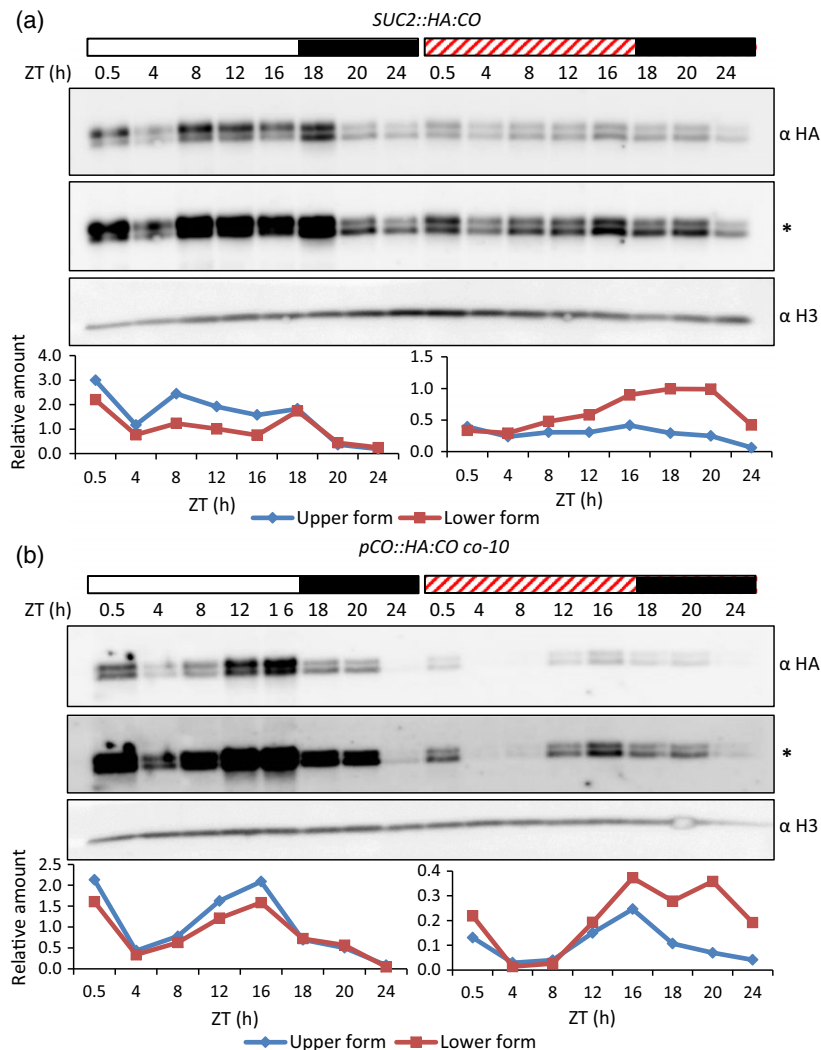 (a)
SUC2::HA:CO
ZT (h) 0.5 4 8 12 16 18 20 24 0.5 4 8 12 16 18 20 24
α HA
*
α H3
Relative amount
4.0
3.0
2.0
1.0
0.0
0.5 4 8 12 16 18 20 24
ZT (h)
1.5
1.0
0.5
0.0
0.5 4 8 12 16 18 20 24
ZT (h)
Upper form Lower form
(b)
pCO::HA:CO co-10
ZT (h) 0.5 4 8 12 1 6 18 20 24 0.5 4 8 12 16 18 20 24
α HA
*
α H3
Relative amount
2.5
2.0
1.5
1.0
0.5
0.0
0.5 4 8 12 16 18 20 24
ZT (h)
0.4
0.3
0.2
0.1
0.0
0.5 4 8 12 16 18 20 24
ZT (h)
Upper form Lower form